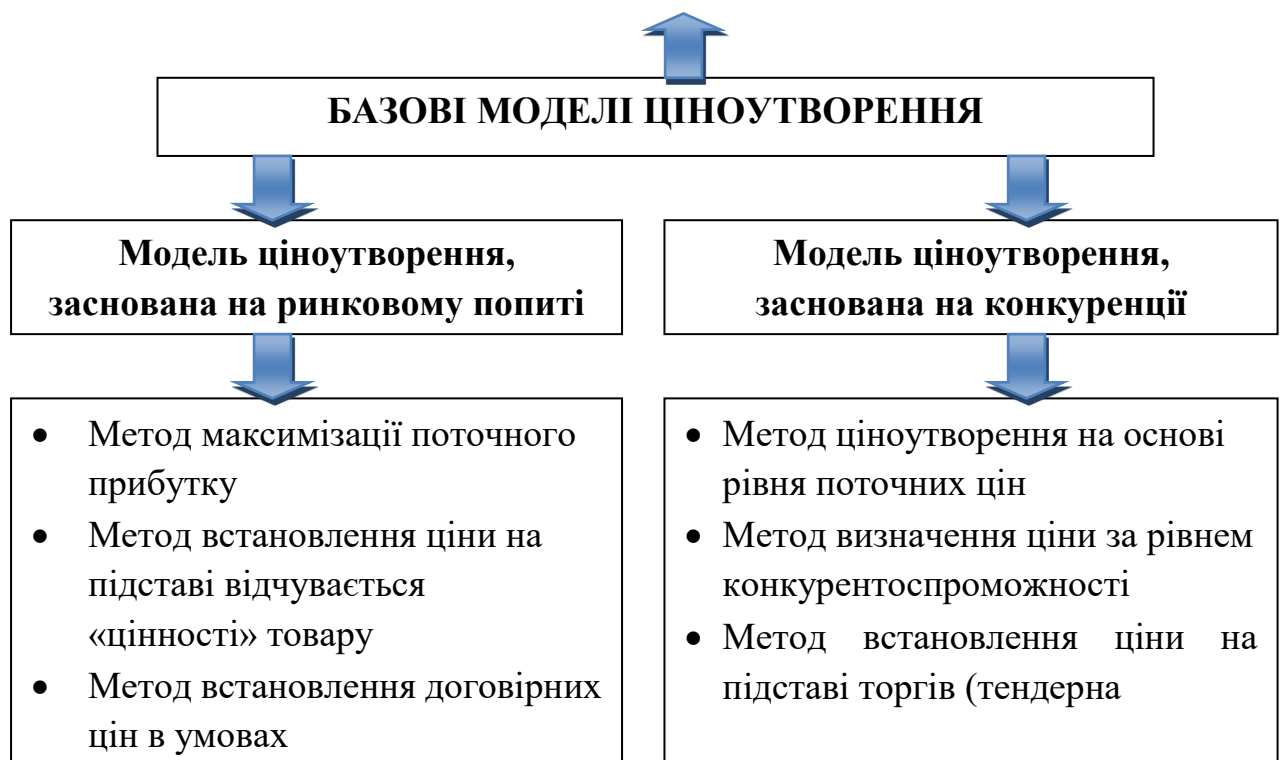 БАЗОВІ МОДЕЛІ ЦІНОУТВОРЕННЯ
Модель ціноутворення,
заснована на ринковому попиті
Модель ціноутворення,
заснована на конкуренції
• Метод максимізації поточного
прибутку
• Метод встановлення ціни на
підставі відчувається
«цінності» товару
• Метод встановлення договірних
цін в умовах
• Метод ціноутворення на основі
рівня поточних цін
• Метод визначення ціни за рівнем
конкурентоспроможності
• Метод встановлення ціни на
підставі торгів (тендерна